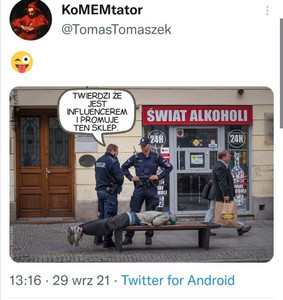 KoMEMtator
@TomasTomaszek
TWIERDZI ŻE
JEST
INFLUENCEREM
I PROMUJE
TEN SKLEP.
ŚWIAT ALKOHOLI
24H
24H
13:16 · 29 wrz 21 · Twitter for Android